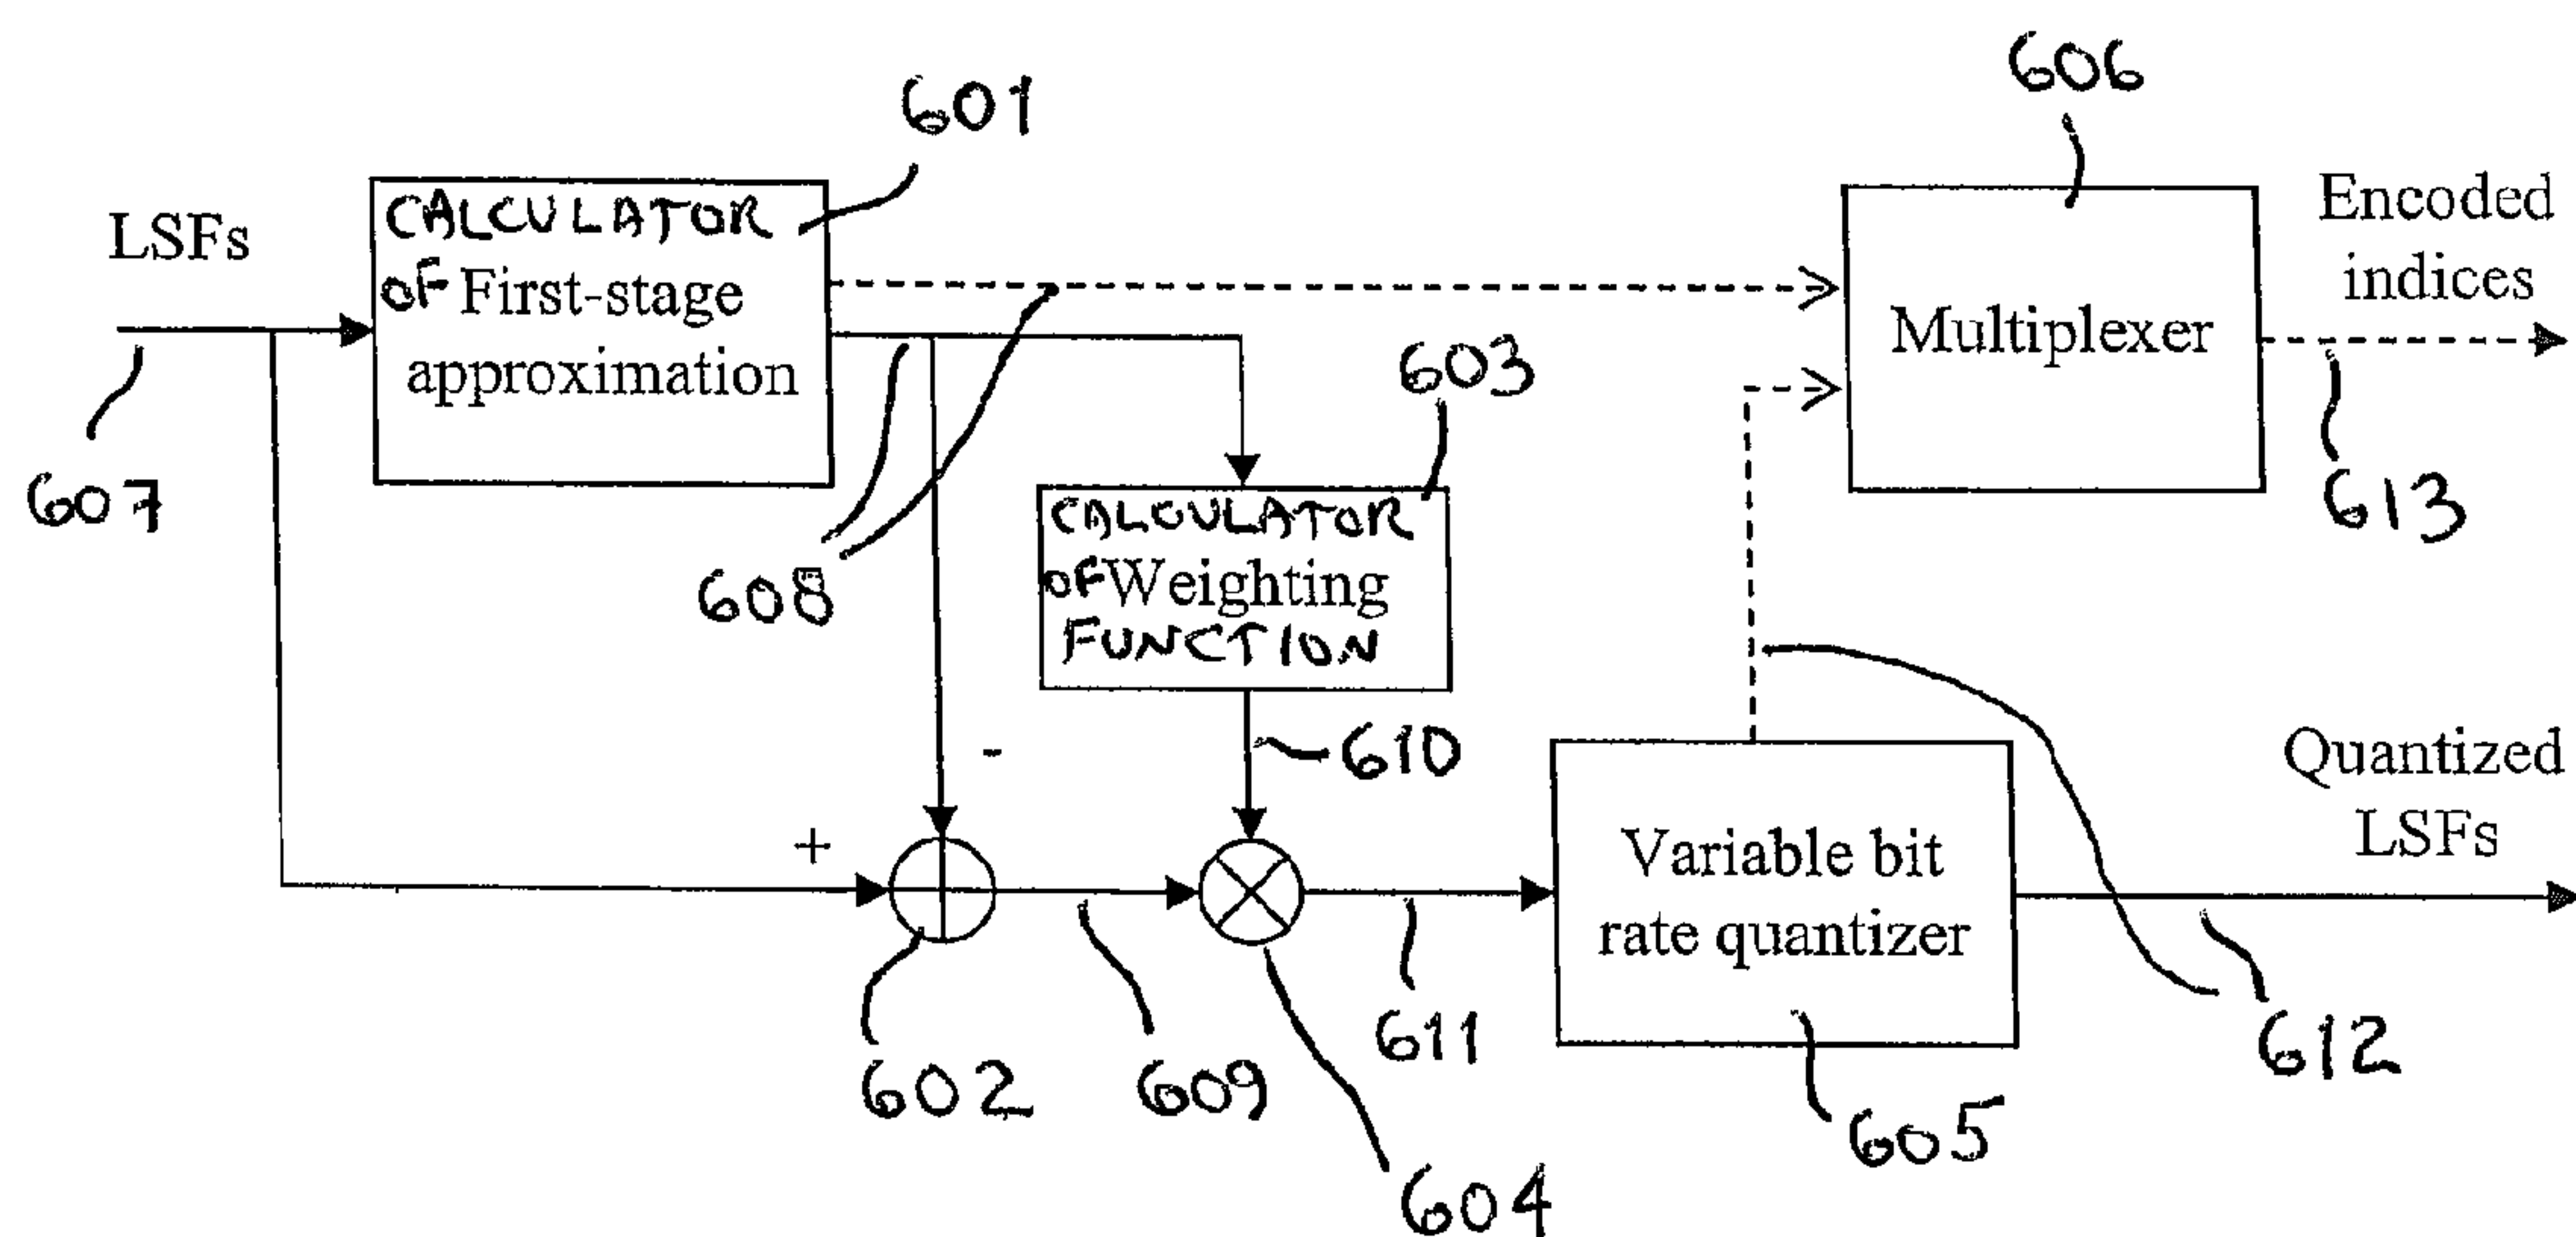 606
601
LSFs
CALCULATOR
OF First-stage
approximation
Encoded
indices
Multiplexer
603
607
613
CALCULATOR
OF Weighting
FUNCTION
608
610
-
+
Quantized
LSFs
Variable bit
rate quantizer
602
609
611
612
605
604